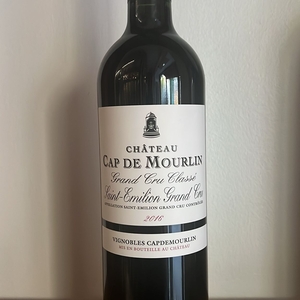 CHÂTEAU
CAP DE MOURLIN
Grand Cru Classé
Saint-Emilion Grand Cru
APPELLATION SAINT-EMILION GRAND CRU CONTRÔLÉE
2016
VIGNOBLES CAPDEMOURLIN
MIS EN BOUTEILLE AU CHÂTEAU